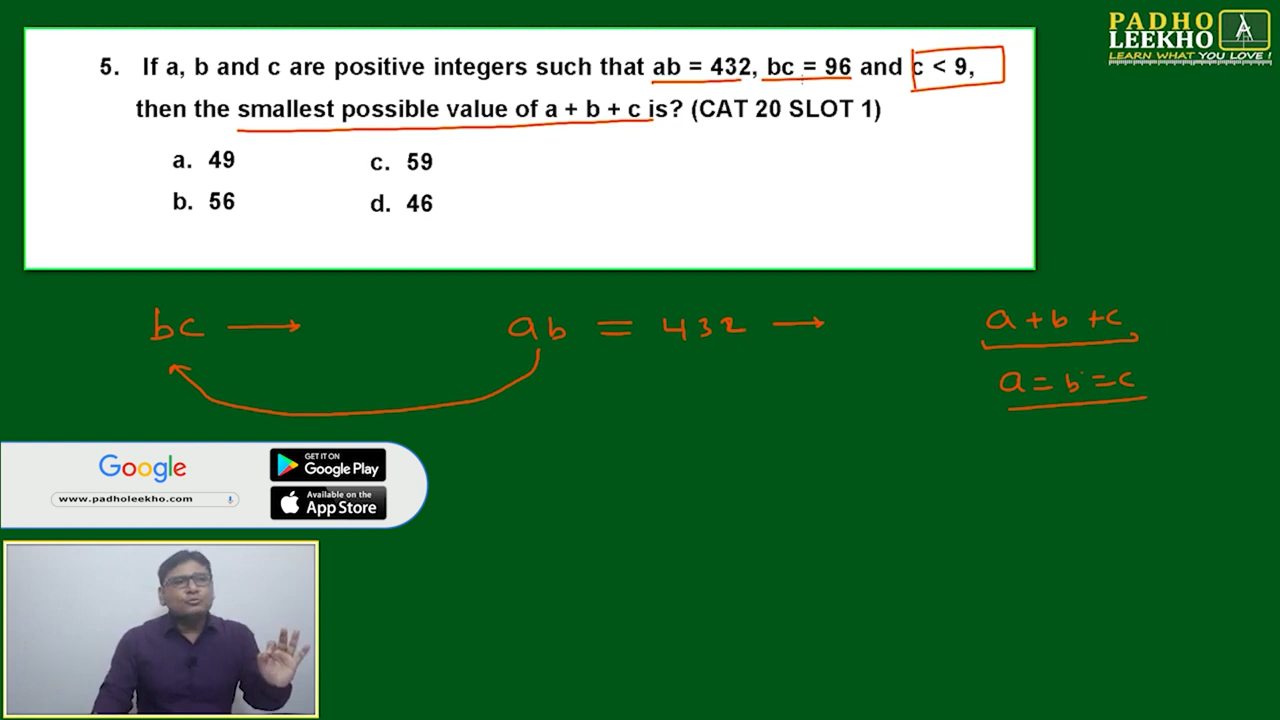 PADHO
LEEKHO
LEARN WHAT YOU LOVE !
5. If a, b and c are positive integers such that ab = 432, bc = 96 and c < 9,
then the smallest possible value of a + b + c is? (CAT 20 SLOT 1)
a. 49
c. 59
b. 56
d. 46
bc →
ab = 432 →
a + b + c
a = b = c
Google
www.padholeekho.com
GET IT ON
Google Play
Available on the
App Store